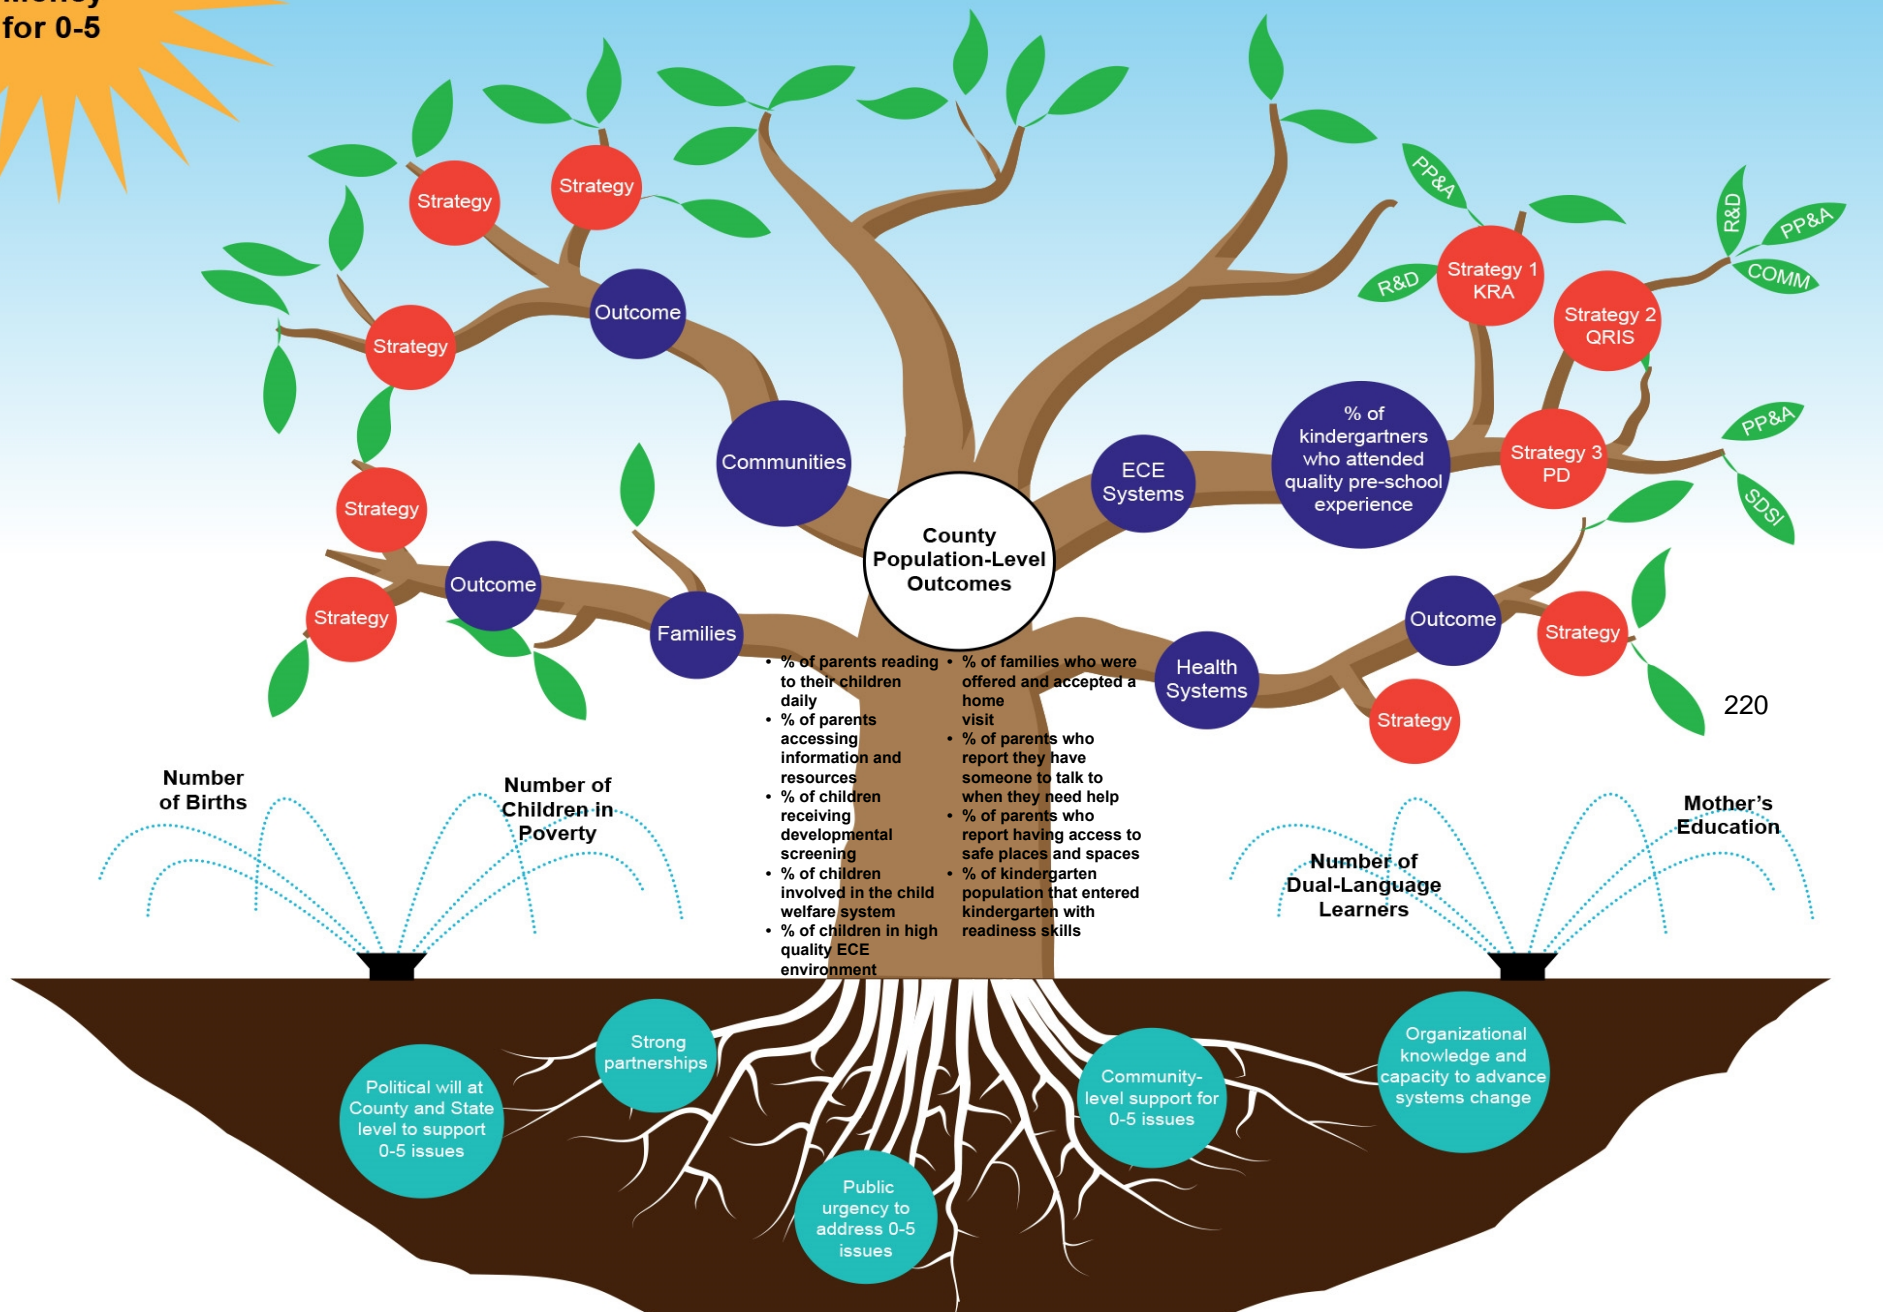 Money
for 0-5
Strategy
Strategy
Strategy
Outcome
Communities
Strategy
Strategy
Outcome
Families
County
Population-Level
Outcomes
ECE
Systems
% of
kindergartners
who attended
quality pre-school
experience
Strategy 1
KRA
PP&A
R&D
Strategy 2
QRIS
R&D
PP&A
COMM
Strategy 3
PD
PP&A
SDSI
Health
Systems
Outcome
Strategy
Strategy
220
• % of parents reading
to their children
daily
• % of parents
accessing
information and
resources
• % of children
receiving
developmental
screening
• % of children
involved in the child
welfare system
• % of children in high
quality ECE
environment
• % of families who were
offered and accepted a
home
visit
• % of parents who
report they have
someone to talk to
when they need help
• % of parents who
report having access to
safe places and spaces
• % of kindergarten
population that entered
kindergarten with
readiness skills
Number
of Births
Number of
Children in
Poverty
Number of
Dual-Language
Learners
Mother’s
Education
Political will at
County and State
level to support
0-5 issues
Strong
partnerships
Public
urgency to
address 0-5
issues
Community-
level support for
0-5 issues
Organizational
knowledge and
capacity to advance
systems change